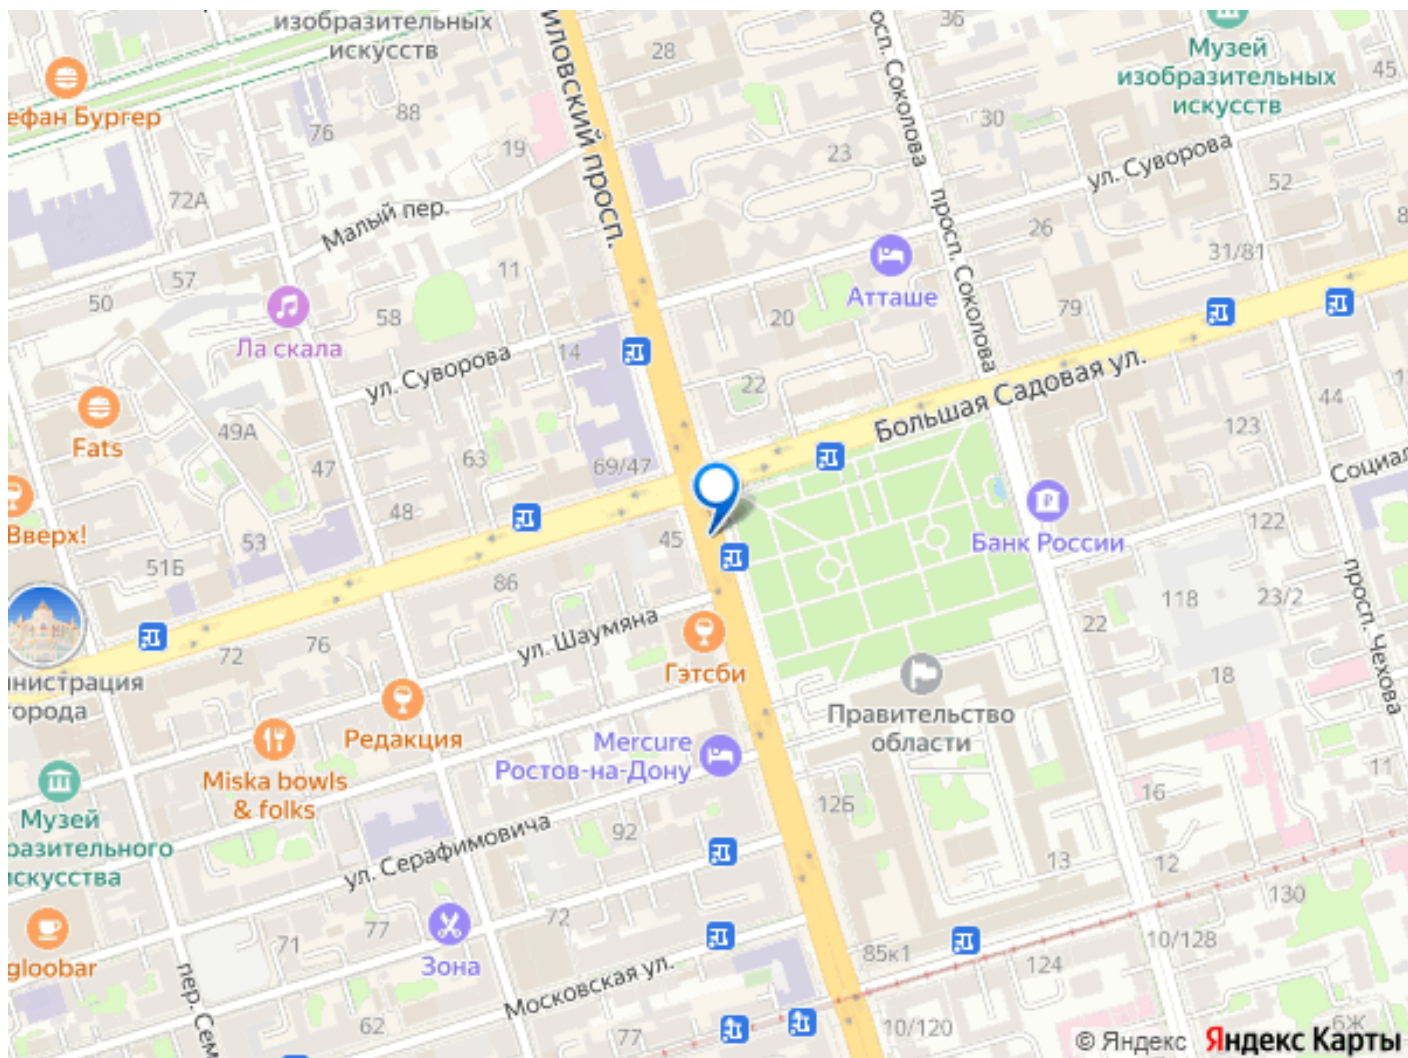 изобразительных
искусств
36
28
иловский просп.
осп. Соколова
Музей
изобразительных
искусств
45
ефан Бургер
76
88
19
30
23
ул. Суворова
52
72А
Малый пер.
просп. Соколова
26
8
31/81
11
57
50
Атташе
79
58
20
Ла скала
14
ул. Суворова
22
Большая Садовая ул.
44
1
Fats
49А
63
47
69/47
123
Социал
48
Вверх!
53
51Б
45
Банк России
122
86
118
23/2
просп. Чехова
ул. Шаумяна
22
76
72
Гэтсби
18
нистрация
орода
Редакция
Правительство
области
Mercure
Ростов-на-Дону
Miska bowls
& folks
11
16
12Б
Музей
разительного
скусства
92
ул. Серафимовича
13
12
130
72
77
71
Зона
gloobar
85к1
10/128
124
пер. Сем
Московская ул.
62
77
10/120
6Ж
© Яндекс Яндекс Карты